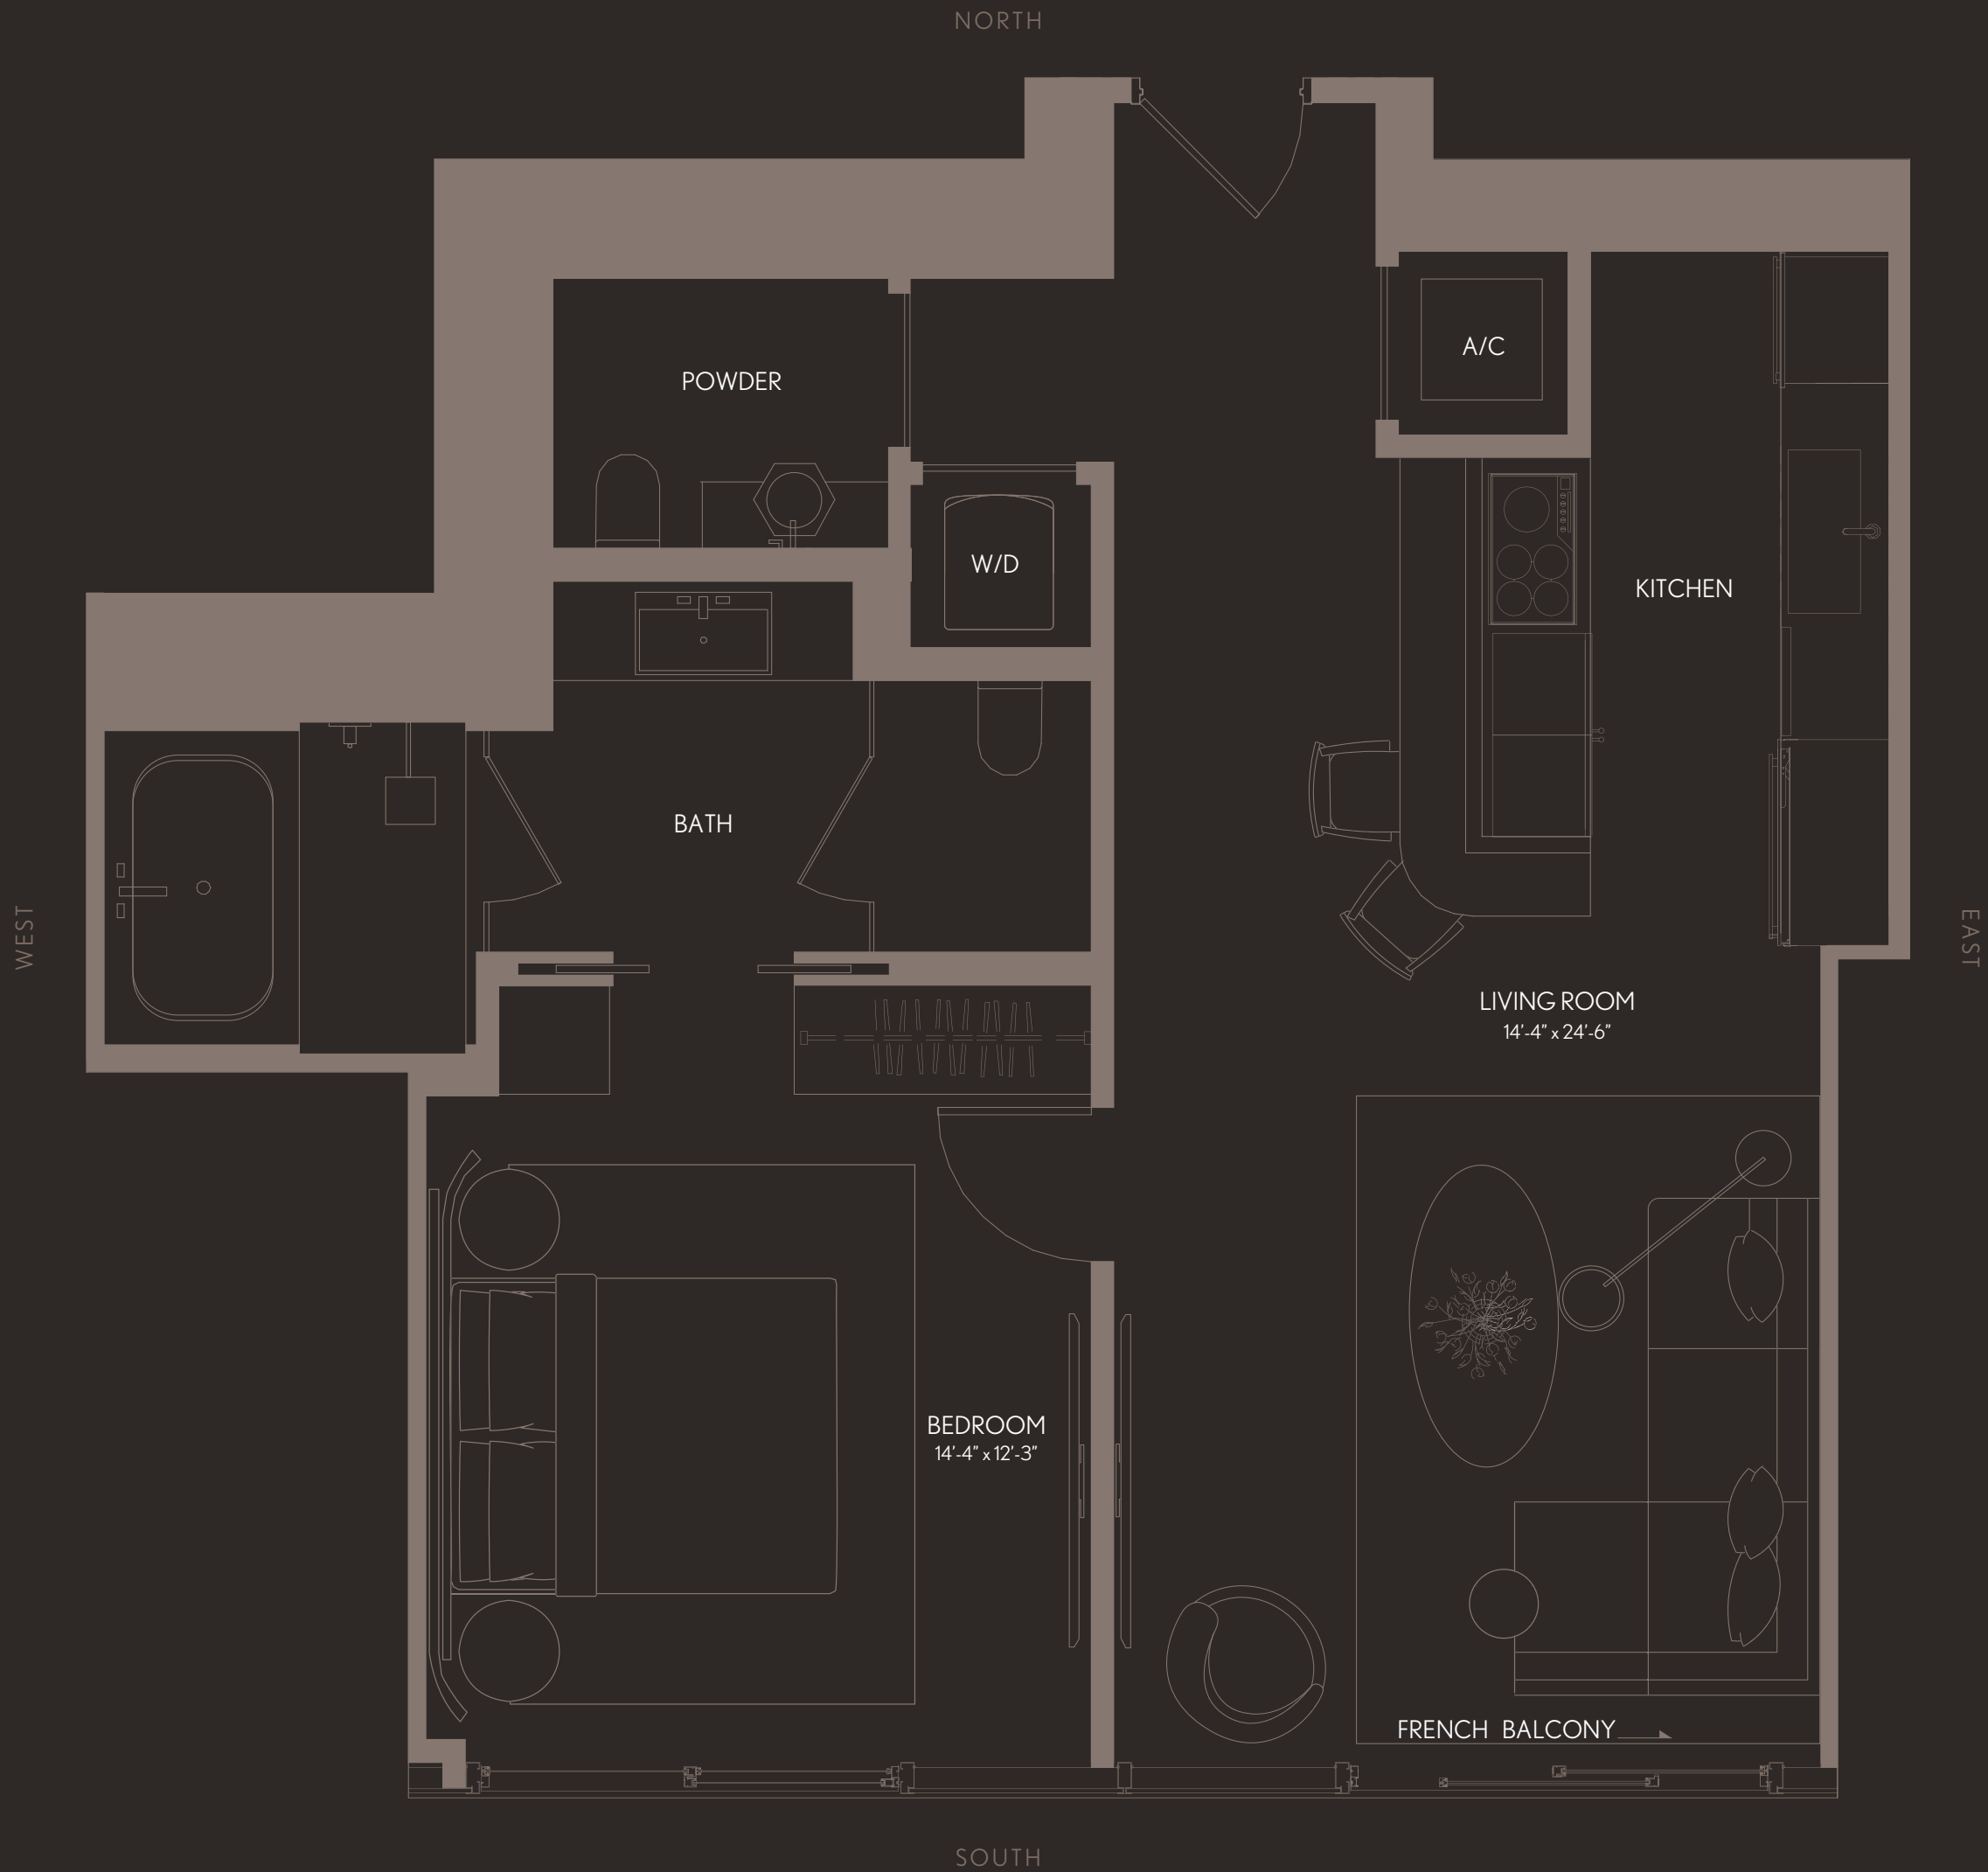 NORTH
A/C
POWDER
W/D
KITCHEN
BATH
WEST
EAST
LIVING ROOM
14'-4" x 24'-6"
BEDROOM
14'-4" x 12'-3"
FRENCH BALCONY
SOUTH